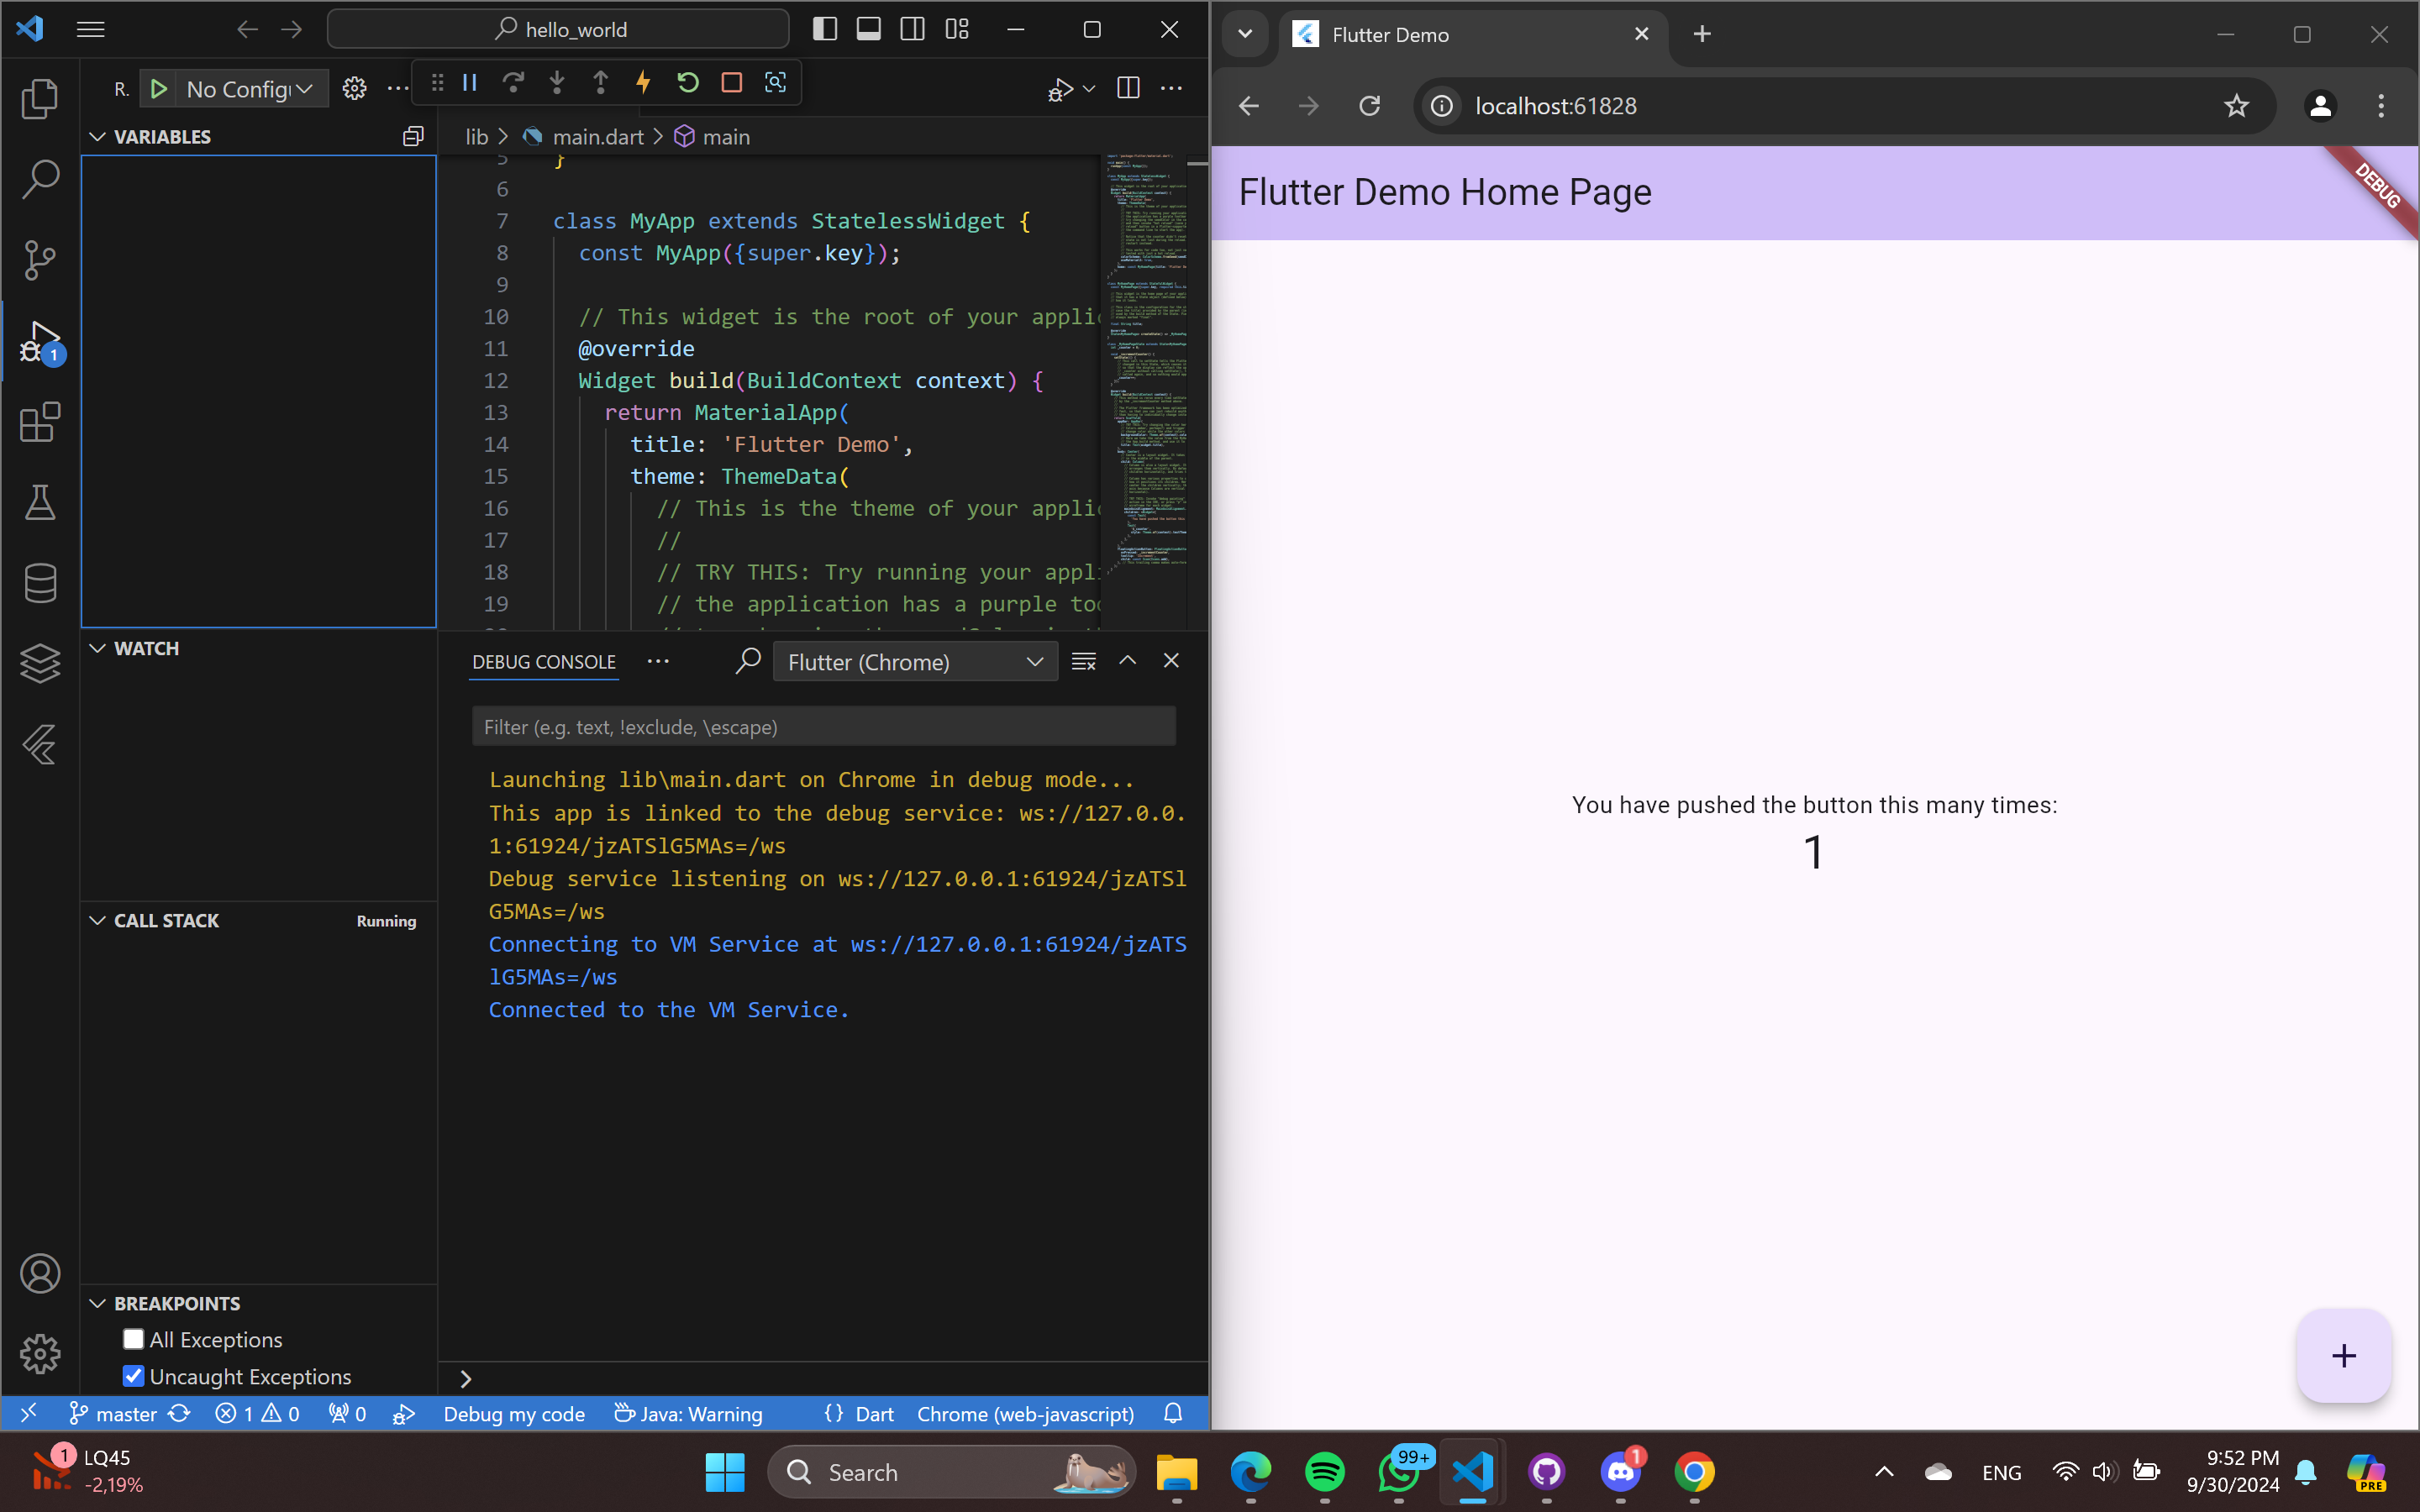 hello_world
R.
No Config
VARIABLES
lib
main.dart
main
5
}
6
7
class MyApp extends StatelessWidget {
8
const MyApp({super.key});
9
10
// This widget is the root of your applic
11
@override
12
Widget build(BuildContext context) {
13
return MaterialApp(
14
title: 'Flutter Demo',
15
theme: ThemeData(
16
// This is the theme of your applic
17
//
18
// TRY THIS: Try running your appli
19
// the application has a purple too
1
WATCH
CALL STACK
Running
BREAKPOINTS
All Exceptions
Uncaught Exceptions
DEBUG CONSOLE
Flutter (Chrome)
Filter (e.g. text, !exclude, \escape)
Launching lib\main.dart on Chrome in debug mode...
This app is linked to the debug service: ws://127.0.0.
1:61924/jzATSlG5MAs=/ws
Debug service listening on ws://127.0.0.1:61924/jzATSl
G5MAs=/ws
Connecting to VM Service at ws://127.0.0.1:61924/jzATS
lG5MAs=/ws
Connected to the VM Service.
master
1
0
0
Debug my code
Java: Warning
{} Dart
Chrome (web-javascript)
Flutter Demo
localhost:61828
Flutter Demo Home Page
DEBUG
You have pushed the button this many times:
1
+
1
LQ45
-2,19%
Search
99+
1
ENG
9:52 PM
9/30/2024
PRE